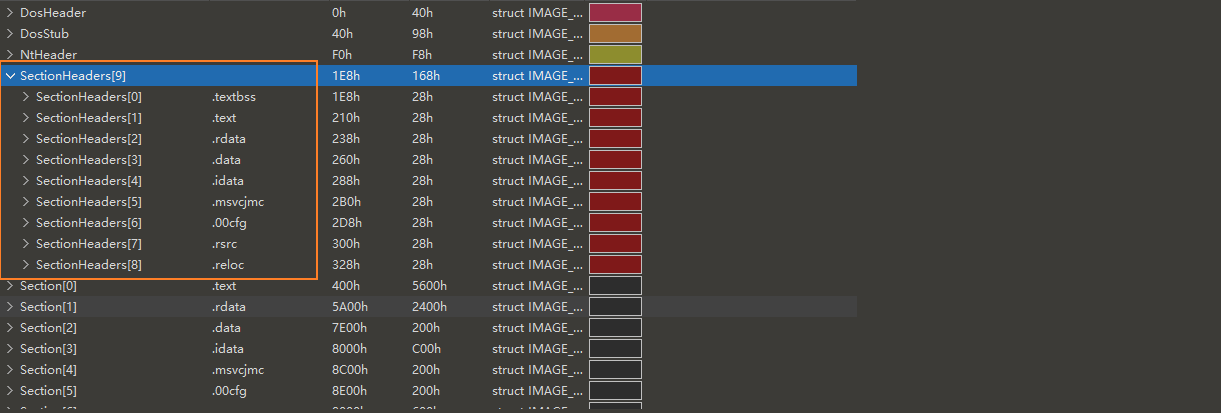 DosHeader 0h 40h struct IMAGE_...
DosStub 40h 98h struct IMAGE_...
NtHeader F0h F8h struct IMAGE_...
SectionHeaders[9] 1E8h 168h struct IMAGE_...
SectionHeaders[0] .textbss 1E8h 28h struct IMAGE_...
SectionHeaders[1] .text 210h 28h struct IMAGE_...
SectionHeaders[2] .rdata 238h 28h struct IMAGE_...
SectionHeaders[3] .data 260h 28h struct IMAGE_...
SectionHeaders[4] .idata 288h 28h struct IMAGE_...
SectionHeaders[5] .msvcjmc 2B0h 28h struct IMAGE_...
SectionHeaders[6] .00cfg 2D8h 28h struct IMAGE_...
SectionHeaders[7] .rsrc 300h 28h struct IMAGE_...
SectionHeaders[8] .reloc 328h 28h struct IMAGE_...
Section[0] .text 400h 5600h struct IMAGE_...
Section[1] .rdata 5A00h 2400h struct IMAGE_...
Section[2] .data 7E00h 200h struct IMAGE_...
Section[3] .idata 8000h C00h struct IMAGE_...
Section[4] .msvcjmc 8C00h 200h struct IMAGE_...
Section[5] .00cfg 8E00h 200h struct IMAGE_...